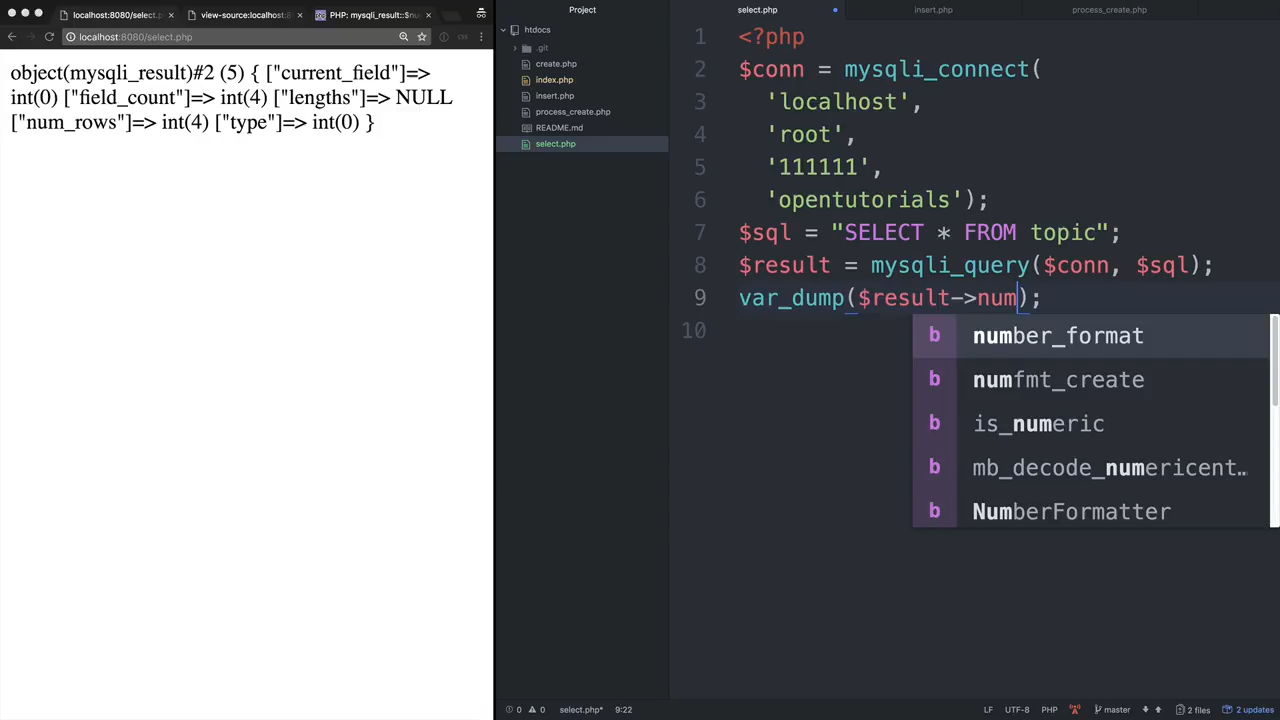 localhost:8080/select.p
view-source:localhost:8
PHP: mysqli_result::$nu
localhost:8080/select.php
object(mysqli_result)#2 (5) { ["current_field"]=>
int(0) ["field_count"]=> int(4) ["lengths"]=> NULL
["num_rows"]=> int(4) ["type"]=> int(0) }
Project
htdocs
.git
create.php
index.php
insert.php
process_create.php
README.md
select.php
select.php
insert.php
process_create.php
1 <?php
2 $conn = mysqli_connect(
3 'localhost',
4 'root',
5 '111111',
6 'opentutorials');
7 $sql = "SELECT * FROM topic";
8 $result = mysqli_query($conn, $sql);
9 var_dump($result->num);
10
b number_format
b numfmt_create
b is_numeric
b mb_decode_numericent…
b NumberFormatter
0 0 select.php* 9:22
LF UTF-8 PHP master 2 files 2 updates